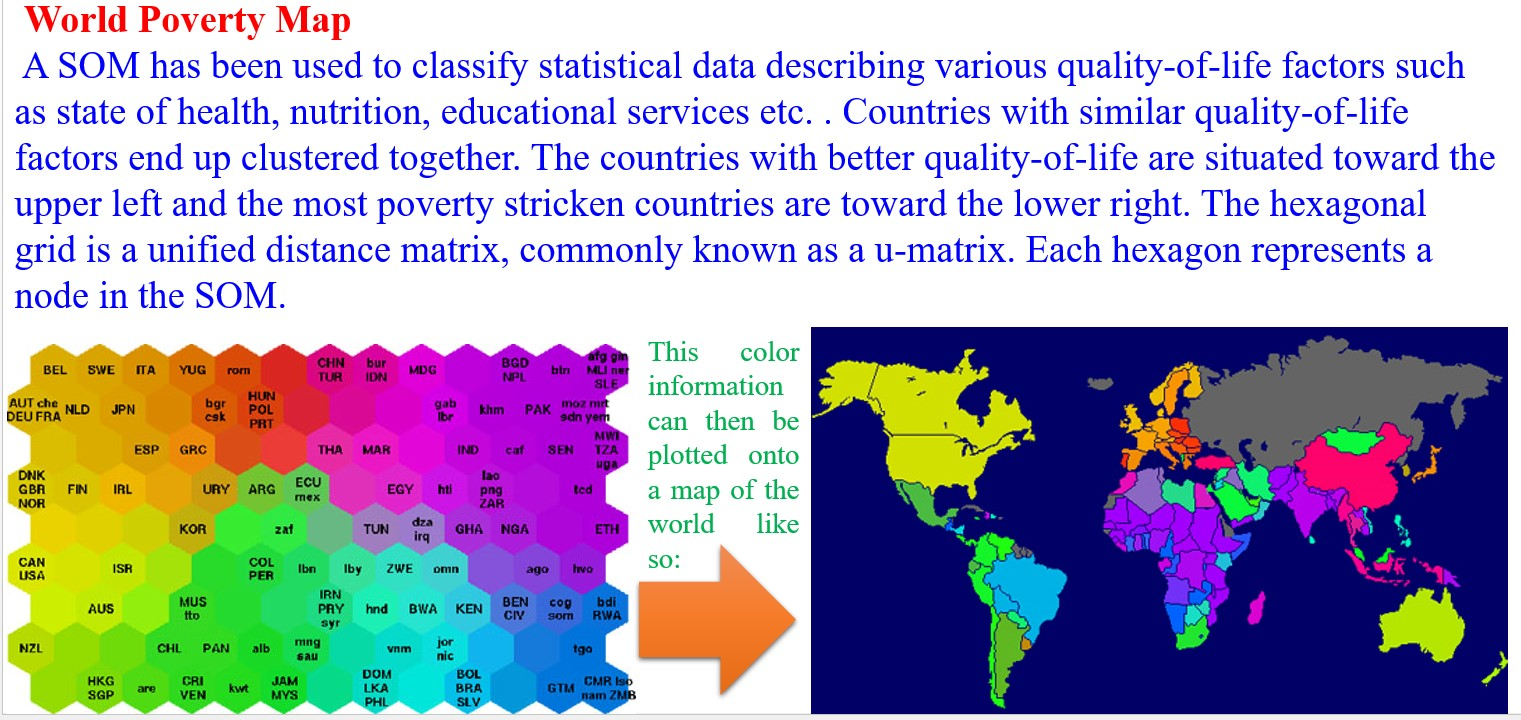 World Poverty Map
A SOM has been used to classify statistical data describing various quality-of-life factors such
as state of health, nutrition, educational services etc. . Countries with similar quality-of-life
factors end up clustered together. The countries with better quality-of-life are situated toward the
upper left and the most poverty stricken countries are toward the lower right. The hexagonal
grid is a unified distance matrix, commonly known as a u-matrix. Each hexagon represents a
node in the SOM.
BEL SWE ITA YUG rom CHN TUR bur IDN MDG BGD NPL btn afg gin MLI ner SLE
AUT che DEU FRA NLD JPN bgr csk HUN POL PRT gab lbr khm PAK moz mrt sdn yem
ESP GRC THA MAR IND caf SEN MWI TZA uga
DNK GBR NOR FIN IRL URY ARG ECU mex EGY hti lao png ZAR tcd
KOR zaf TUN dza irq GHA NGA ETH
CAN USA ISR COL PER lbn lby ZWE omn ago hvo
AUS MUS tto IRN PRY syr hnd BWA KEN BEN CIV cog som bdi RWA
NZL CHL PAN alb mng sau vnm jor nic tgo
HKG SGP are CRI VEN kwt JAM MYS DOM LKA PHL BOL BRA SLV GTM CMR lso nam ZMB
This color
information
can then be
plotted onto
a map of the
world like
so: